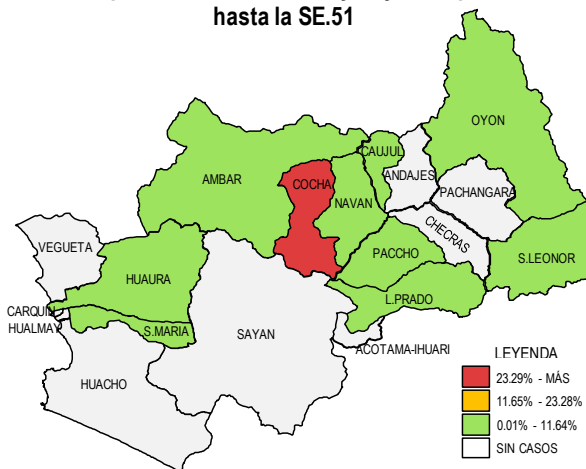 hasta la SE.51
OYON
CAUJUL
ANDAJES
COCHA
AMBAR
PACHANGARA
NAVAN
CHECRAS
VEGUETA
PACCHO
S.LEONOR
HUAURA
L.PRADO
CARQUIN
HUALMAY
S.MARIA
SAYAN
ACOTAMA-IHUARI
HUACHO
LEYENDA
23.29% - MÁS
11.65% - 23.28%
0.01% - 11.64%
SIN CASOS